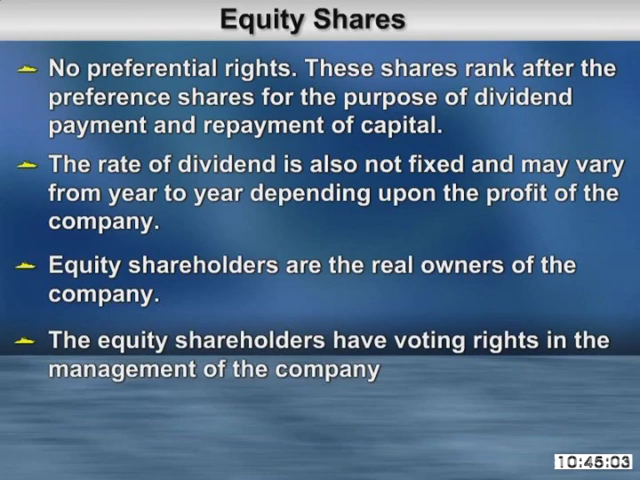 Equity Shares
No preferential rights. These shares rank after the
preference shares for the purpose of dividend
payment and repayment of capital.
The rate of dividend is also not fixed and may vary
from year to year depending upon the profit of the
company.
Equity shareholders are the real owners of the
company.
The equity shareholders have voting rights in the
management of the company
10:45:03